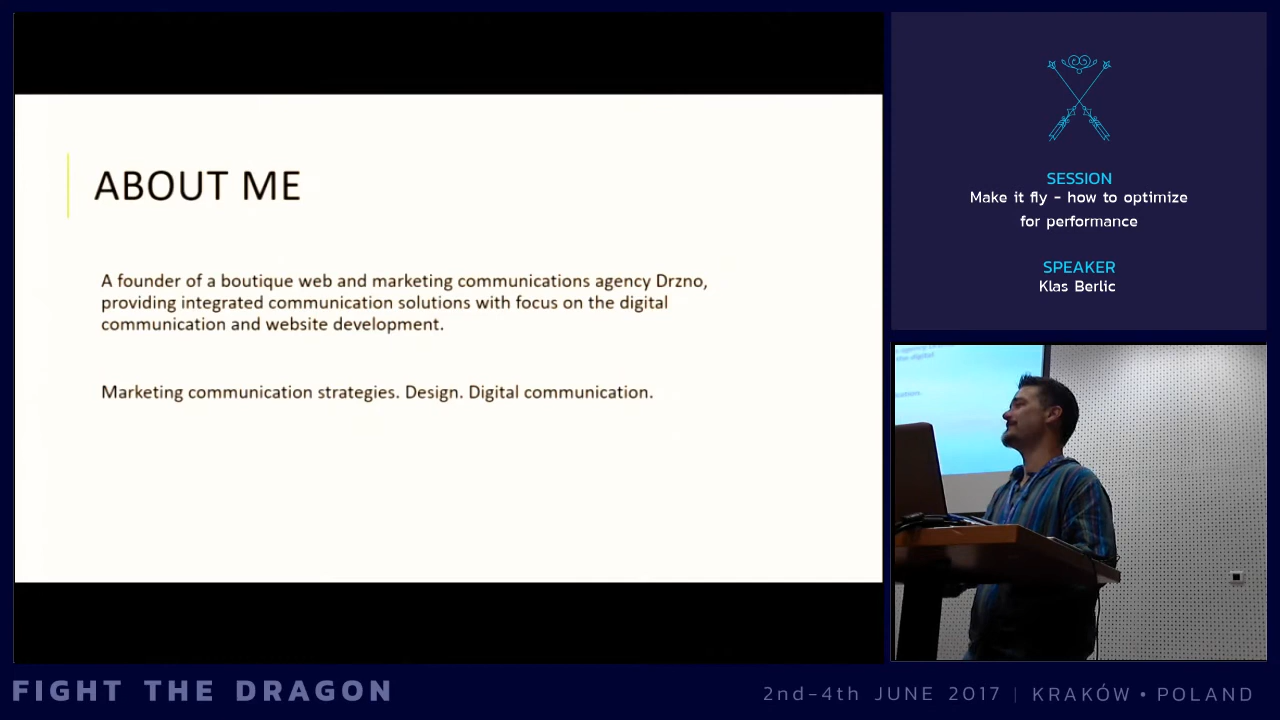 ABOUT ME
A founder of a boutique web and marketing communications agency Drzno,
providing integrated communication solutions with focus on the digital
communication and website development.
Marketing communication strategies. Design. Digital communication.
SESSION
Make it fly - how to optimize
for performance
SPEAKER
Klas Berlic
FIGHT THE DRAGON
2nd-4th JUNE 2017 | KRAKÓW • POLAND